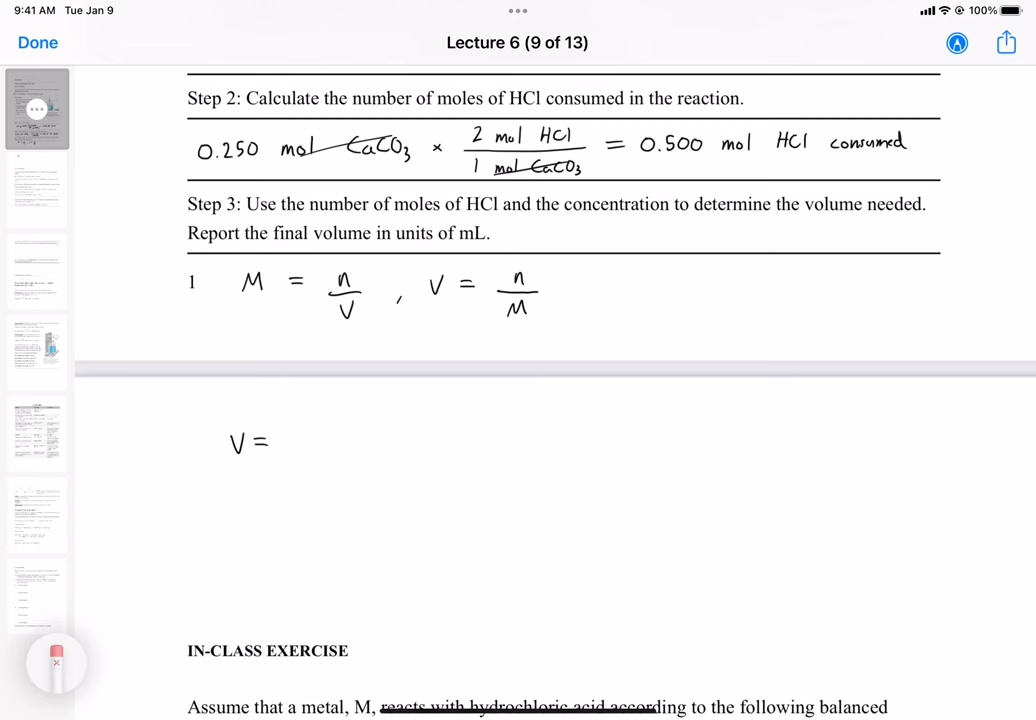 9:41 AM Tue Jan 9
100%
Done
Lecture 6 (9 of 13)
Step 2: Calculate the number of moles of HCl consumed in the reaction.
0.250 mol CaCO₃ × 2 mol HCl / 1 mol CaCO₃ = 0.500 mol HCl consumed
Step 3: Use the number of moles of HCl and the concentration to determine the volume needed.
Report the final volume in units of mL.
1 M = n / V , V = n / M
V =
IN-CLASS EXERCISE
Assume that a metal, M, reacts with hydrochloric acid according to the following balanced